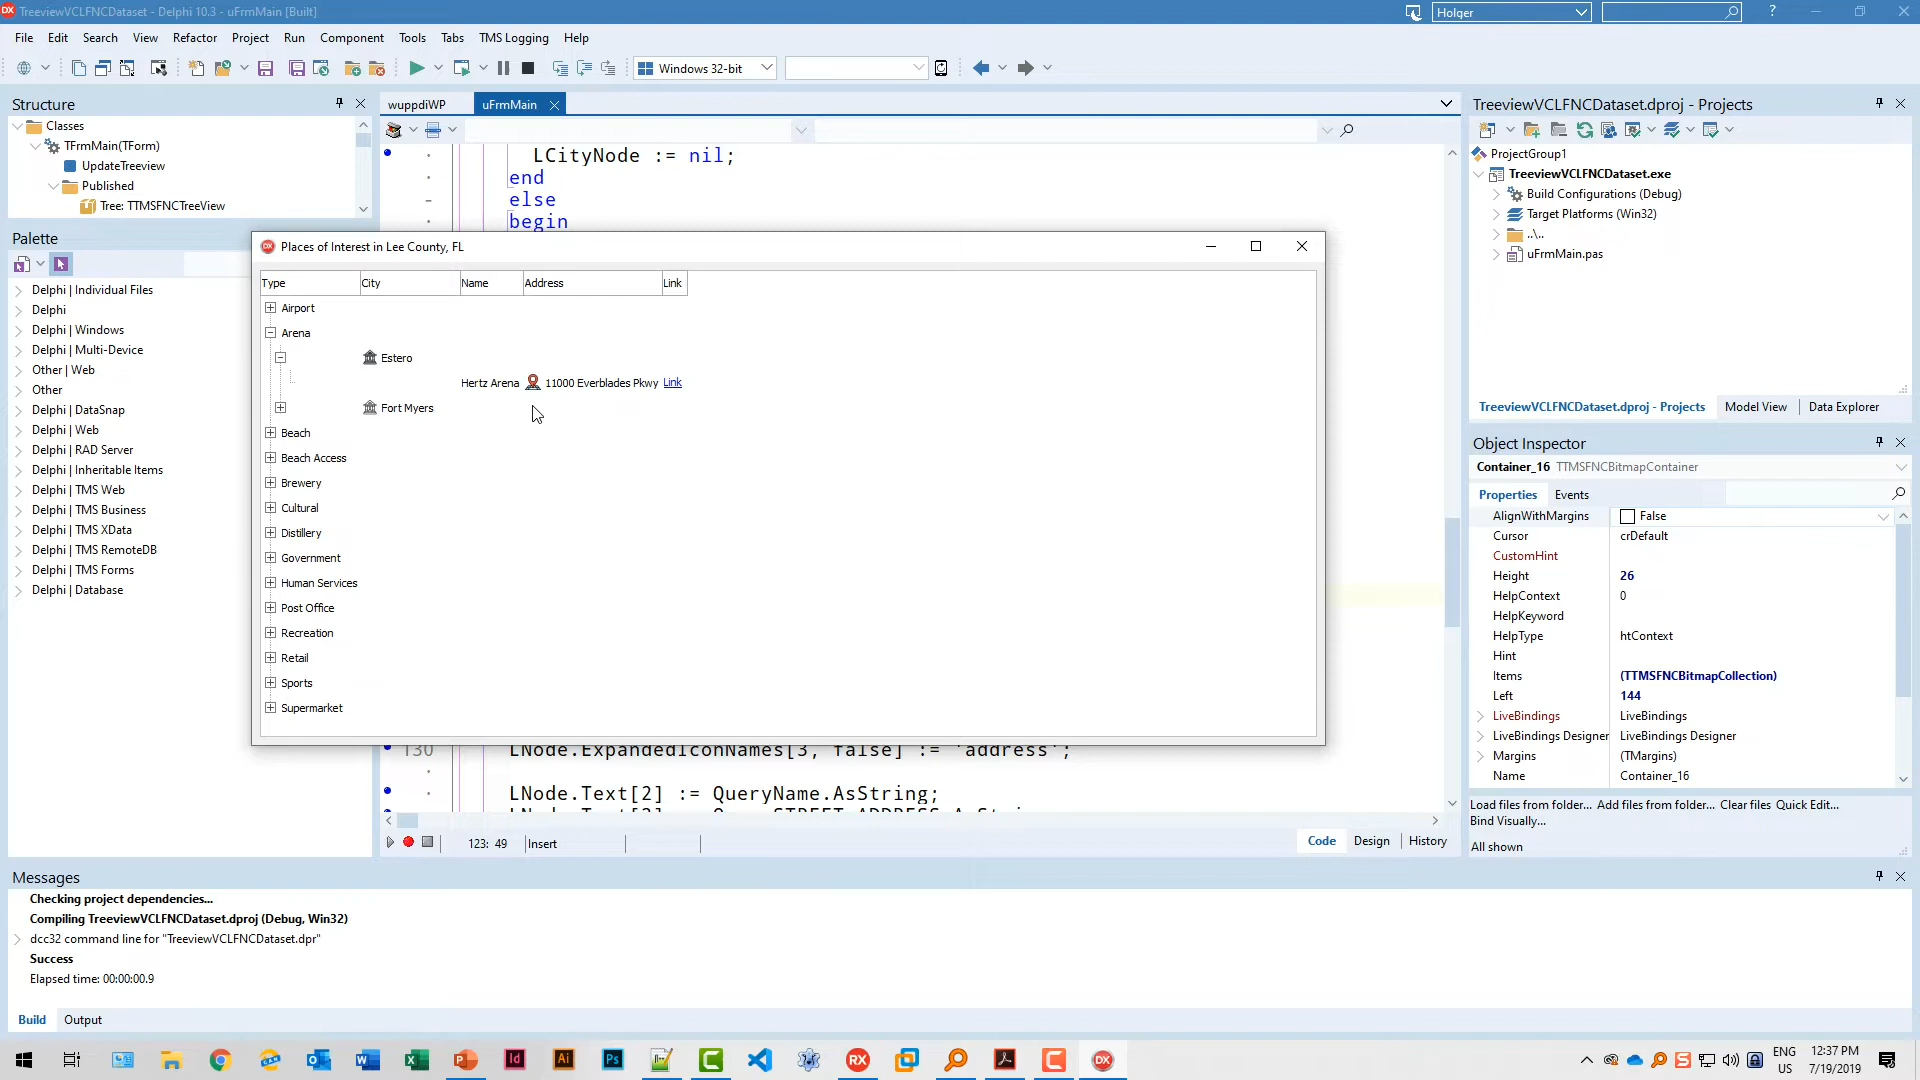 TreeviewVCLFNCDataset - Delphi 10.3 - uFrmMain [Built]
Holger
?
File Edit Search View Refactor Project Run Component Tools Tabs TMS Logging Help
Windows 32-bit
Structure
Classes
TFrmMain(TForm)
UpdateTreeview
Published
Tree: TTMSFNCTreeView
Palette
Delphi | Individual Files
Delphi
Delphi | Windows
Delphi | Multi-Device
Other | Web
Other
Delphi | DataSnap
Delphi | Web
Delphi | RAD Server
Delphi | Inheritable Items
Delphi | TMS Web
Delphi | TMS Business
Delphi | TMS XData
Delphi | TMS RemoteDB
Delphi | TMS Forms
Delphi | Database
wuppdiWP uFrmMain
LCityNode := nil;
end
else
begin
Places of Interest in Lee County, FL
Type City Name Address Link
Airport
Arena
Estero
Hertz Arena 11000 Everblades Pkwy Link
Fort Myers
Beach
Beach Access
Brewery
Cultural
Distillery
Government
Human Services
Post Office
Recreation
Retail
Sports
Supermarket
130 LNode.ExpandedIconNames[3, false] := 'address';
LNode.Text[2] := QueryName.AsString;
123: 49 Insert
Code Design History
TreeviewVCLFNCDataset.dproj - Projects
ProjectGroup1
TreeviewVCLFNCDataset.exe
Build Configurations (Debug)
Target Platforms (Win32)
..\..
uFrmMain.pas
TreeviewVCLFNCDataset.dproj - Projects Model View Data Explorer
Object Inspector
Container_16 TTMSFNCBitmapContainer
Properties Events
AlignWithMargins False
Cursor crDefault
CustomHint
Height 26
HelpContext 0
HelpKeyword
HelpType htContext
Hint
Items (TTMSFNCBitmapCollection)
Left 144
LiveBindings LiveBindings
LiveBindings Designer LiveBindings Designer
Margins (TMargins)
Name Container_16
Load files from folder... Add files from folder... Clear files Quick Edit...
Bind Visually...
All shown
Messages
Checking project dependencies...
Compiling TreeviewVCLFNCDataset.dproj (Debug, Win32)
dcc32 command line for "TreeviewVCLFNCDataset.dpr"
Success
Elapsed time: 00:00:00.9
Build Output
ENG
US
12:37 PM
7/19/2019